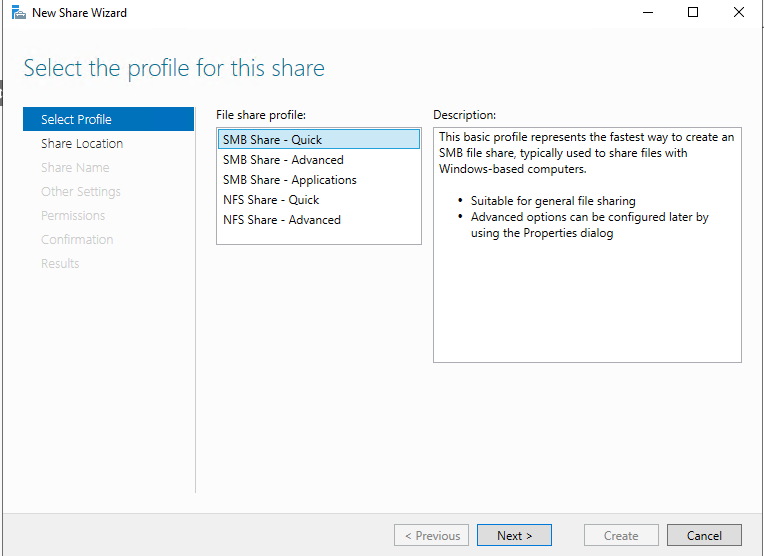 New Share Wizard
Select the profile for this share
Select Profile
Share Location
Share Name
Other Settings
Permissions
Confirmation
Results
File share profile:
SMB Share - Quick
SMB Share - Advanced
SMB Share - Applications
NFS Share - Quick
NFS Share - Advanced
Description:
This basic profile represents the fastest way to create an
SMB file share, typically used to share files with
Windows-based computers.
• Suitable for general file sharing
• Advanced options can be configured later by
using the Properties dialog
< Previous
Next >
Create
Cancel